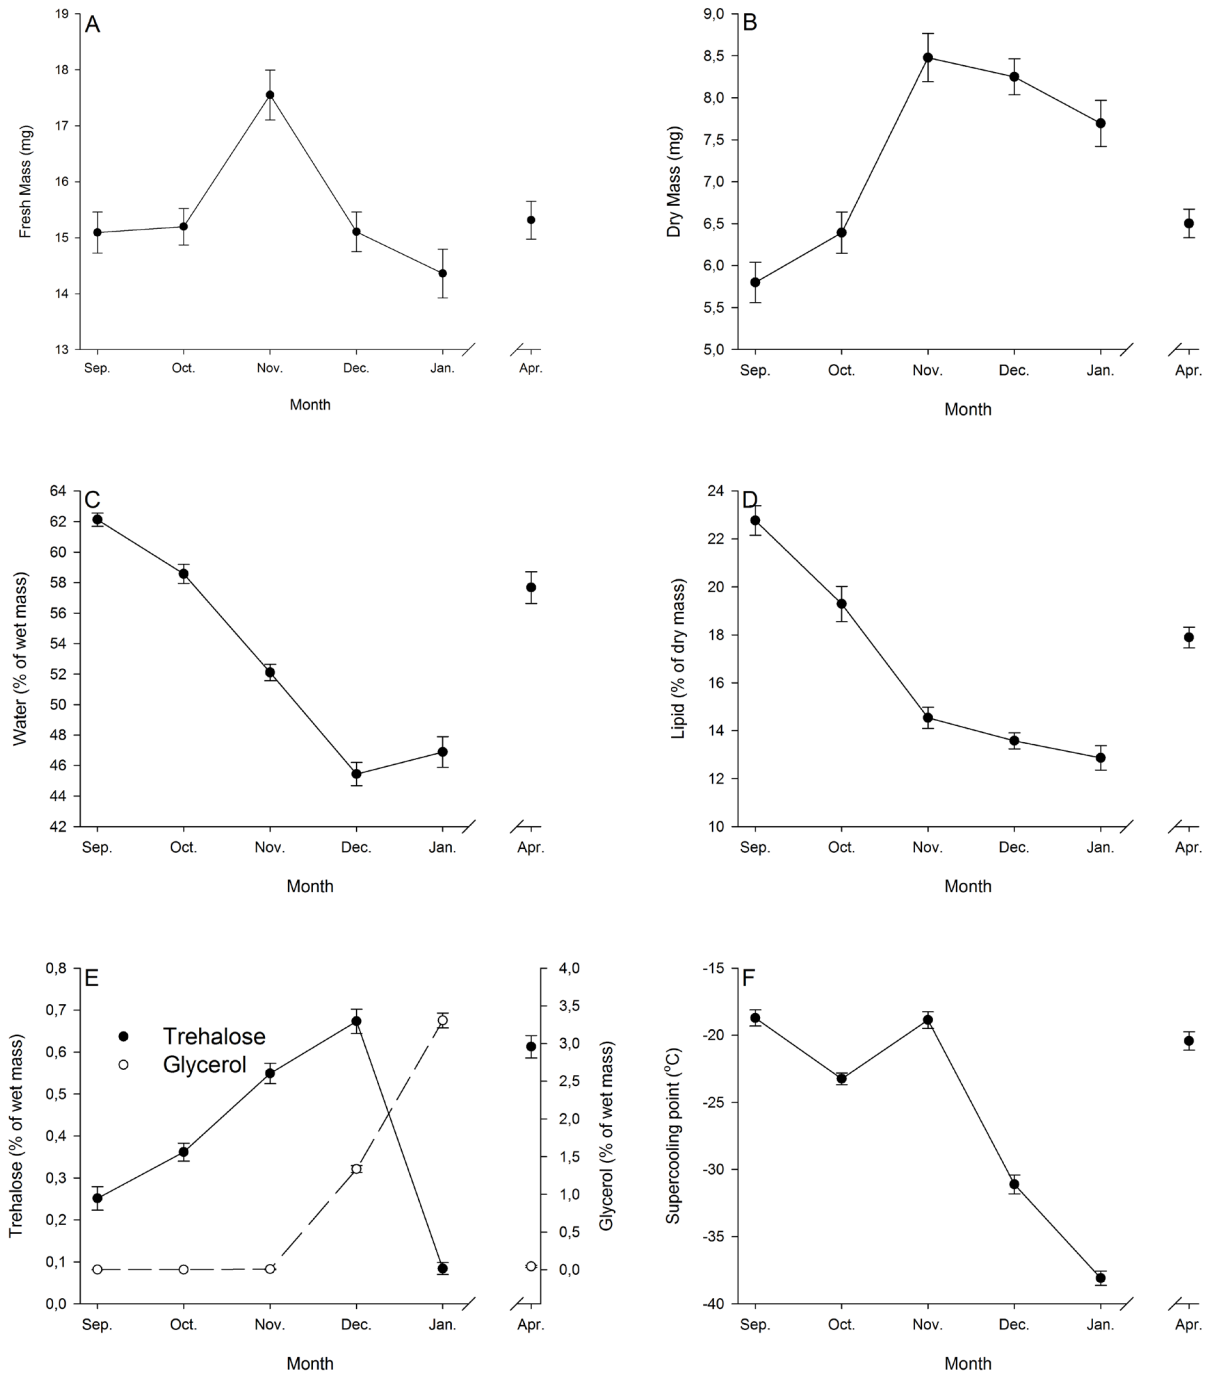 A
19
18
17
16
15
14
13
Fresh Mass (mg)
Sep. Oct. Nov. Dec. Jan. Apr.
Month
B
9,0
8,5
8,0
7,5
7,0
6,5
6,0
5,5
5,0
Dry Mass (mg)
Sep. Oct. Nov. Dec. Jan. Apr.
Month
C
64
62
60
58
56
54
52
50
48
46
44
42
Water (% of wet mass)
Sep. Oct. Nov. Dec. Jan. Apr.
Month
D
24
22
20
18
16
14
12
10
Lipid (% of dry mass)
Sep. Oct. Nov. Dec. Jan. Apr.
Month
E
0,8
0,7
0,6
0,5
0,4
0,3
0,2
0,1
0,0
Trehalose (% of wet mass)
Trehalose
Glycerol
4,0
3,5
3,0
2,5
2,0
1,5
1,0
0,5
0,0
Glycerol (% of wet mass)
Sep. Oct. Nov. Dec. Jan. Apr.
Month
F
-15
-20
-25
-30
-35
-40
Supercooling point (°C)
Sep. Oct. Nov. Dec. Jan. Apr.
Month